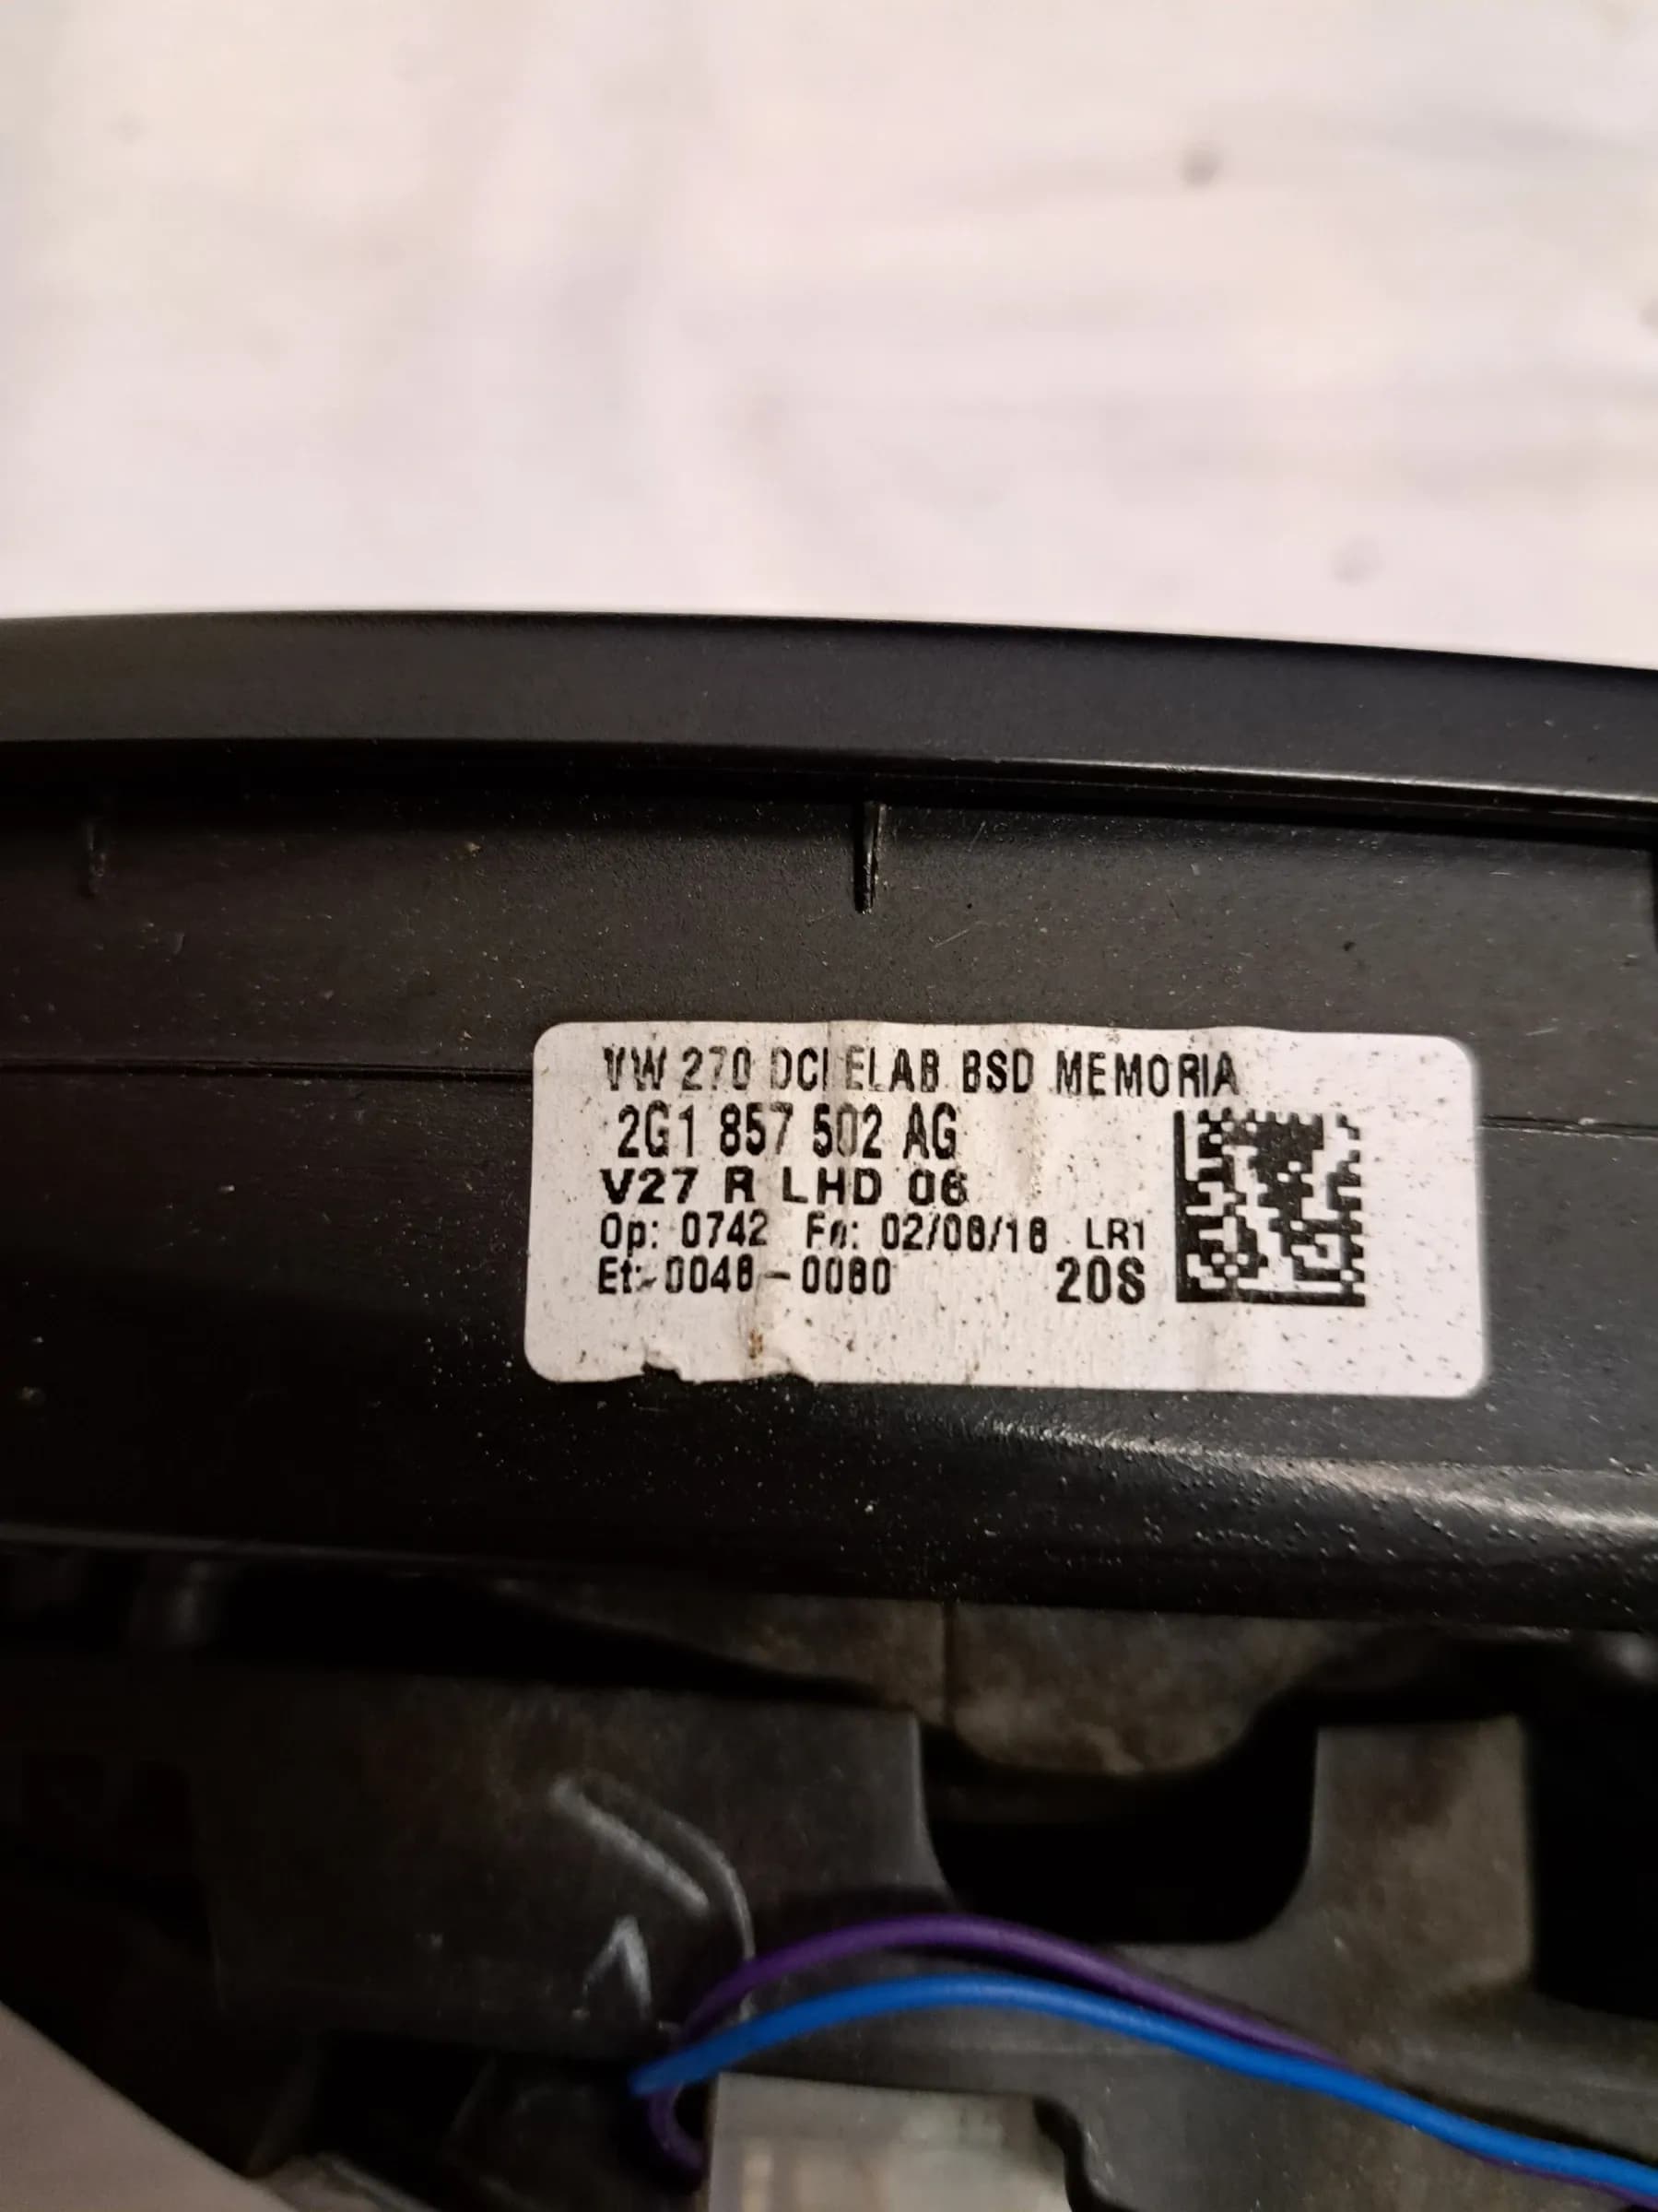 VW 270 DCI ELAB BSD MEMORIA
2G1 857 502 AG
V27 R LHD 06
Op: 0742 Fe: 02/08/18 LR1
Et: 0048-0080 20S